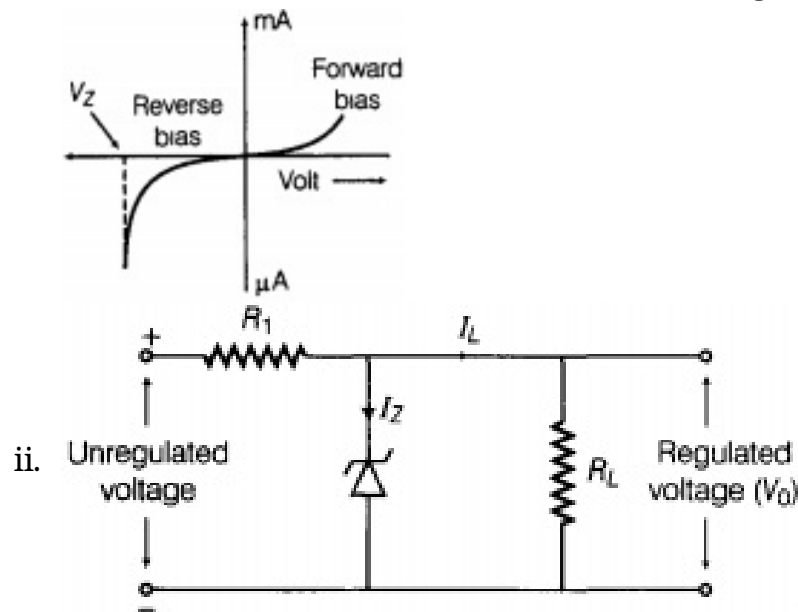 mA
Forward
bias
V_Z
Reverse
bias
Volt
μA
R_1
I_L
+
I_Z
ii.
Unregulated
voltage
R_L
Regulated
voltage (V_0)
–